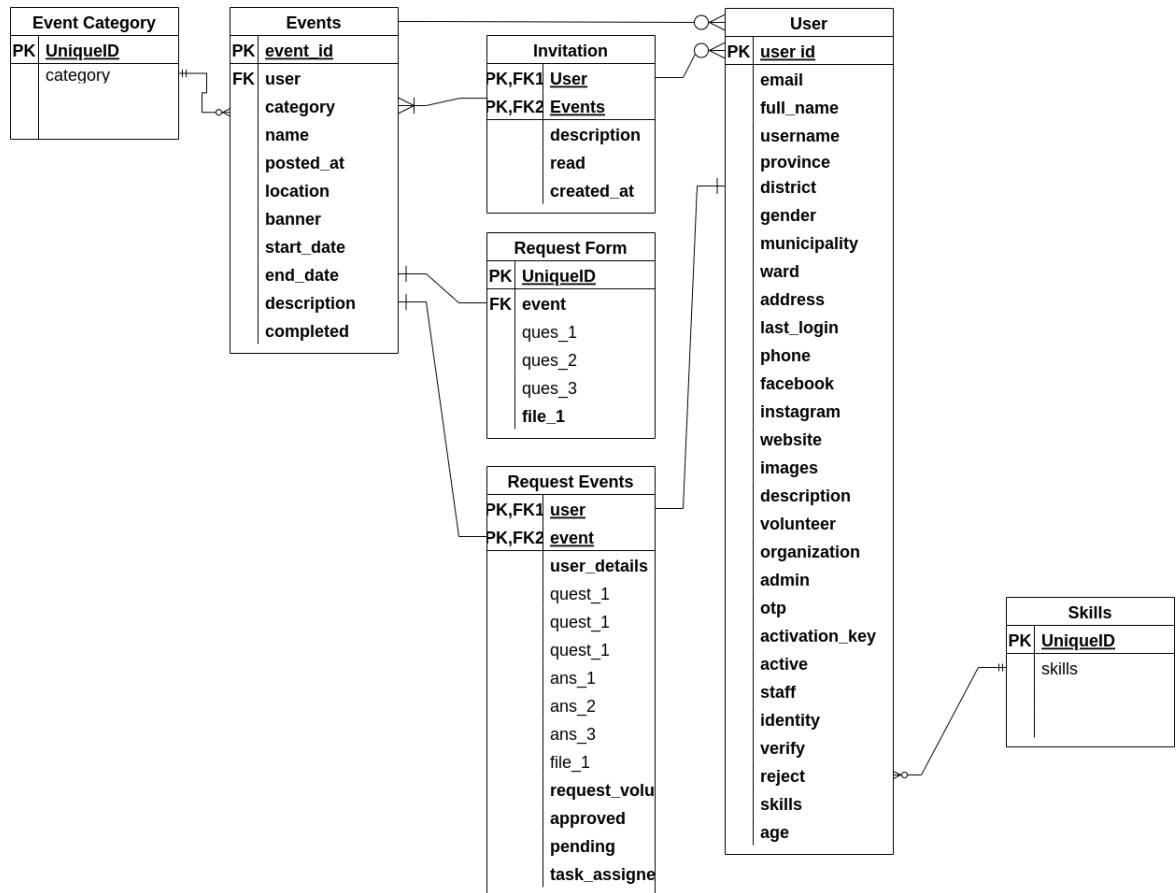 Event Category
PK UniqueID
category
Events
PK event_id
FK user
category
name
posted_at
location
banner
start_date
end_date
description
completed
Invitation
PK,FK1 User
PK,FK2 Events
description
read
created_at
Request Form
PK UniqueID
FK event
ques_1
ques_2
ques_3
file_1
Request Events
PK,FK1 user
PK,FK2 event
user_details
quest_1
quest_1
quest_1
ans_1
ans_2
ans_3
file_1
request_volu
approved
pending
task_assigne
User
PK user id
email
full_name
username
province
district
gender
municipality
ward
address
last_login
phone
facebook
instagram
website
images
description
volunteer
organization
admin
otp
activation_key
active
staff
identity
verify
reject
skills
age
Skills
PK UniqueID
skills